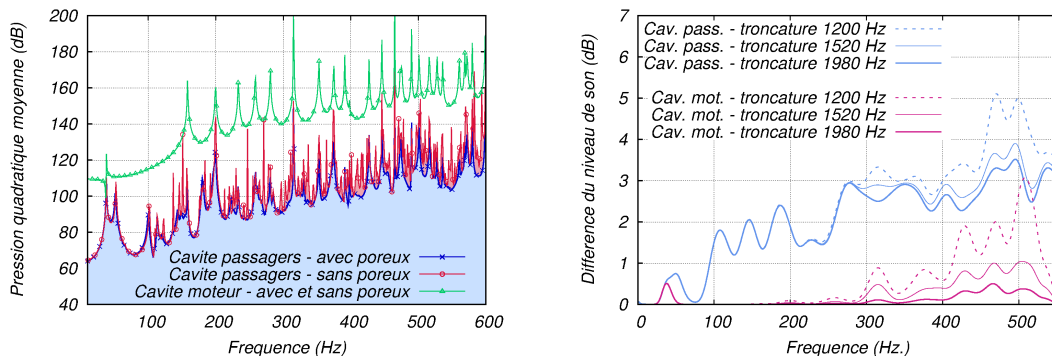 Pression quadratique moyenne (dB)
200
180
160
140
120
100
80
60
40
Cavite passagers - avec poreux
Cavite passagers - sans poreux
Cavite moteur - avec et sans poreux
100
200
300
400
500
600
Frequence (Hz)
Difference du niveau de son (dB)
7
6
5
4
3
2
1
0
Cav. pass. - troncature 1200 Hz
Cav. pass. - troncature 1520 Hz
Cav. pass. - troncature 1980 Hz
Cav. mot. - troncature 1200 Hz
Cav. mot. - troncature 1520 Hz
Cav. mot. - troncature 1980 Hz
0
100
200
300
400
500
Frequence (Hz.)